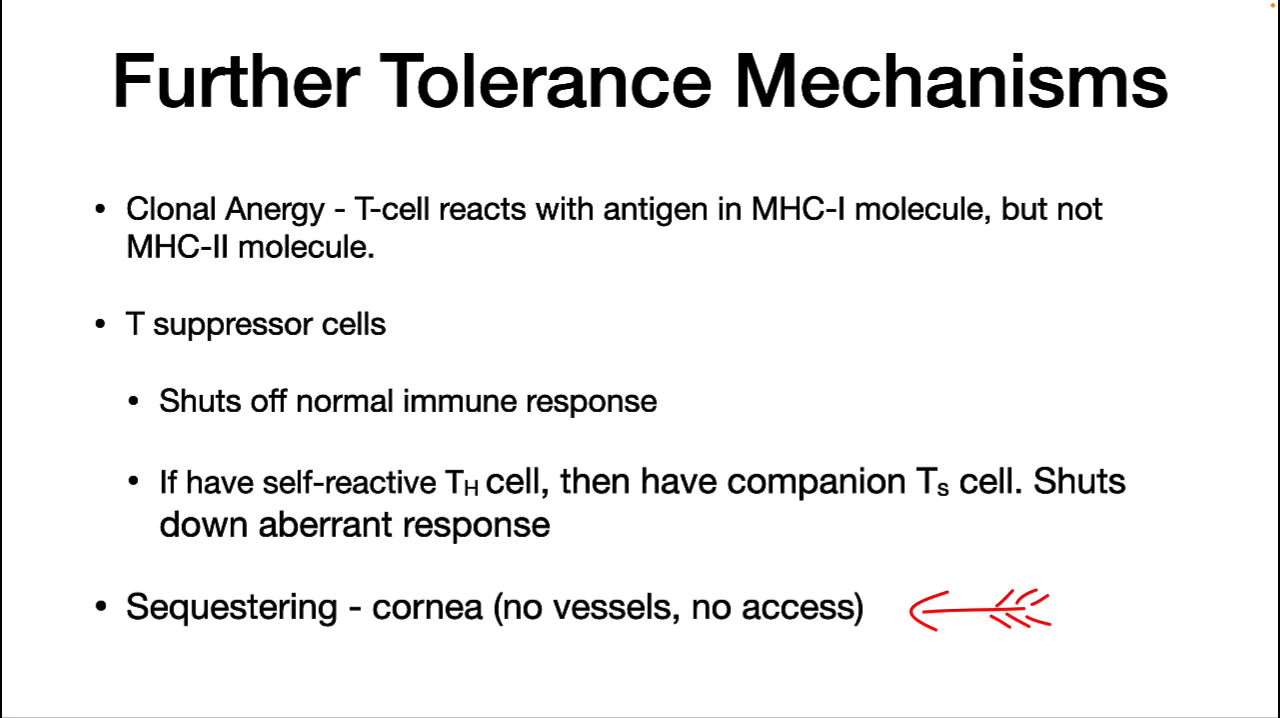 Further Tolerance Mechanisms
• Clonal Anergy - T-cell reacts with antigen in MHC-I molecule, but not
MHC-II molecule.
• T suppressor cells
• Shuts off normal immune response
• If have self-reactive TH cell, then have companion Ts cell. Shuts
down aberrant response
• Sequestering - cornea (no vessels, no access)